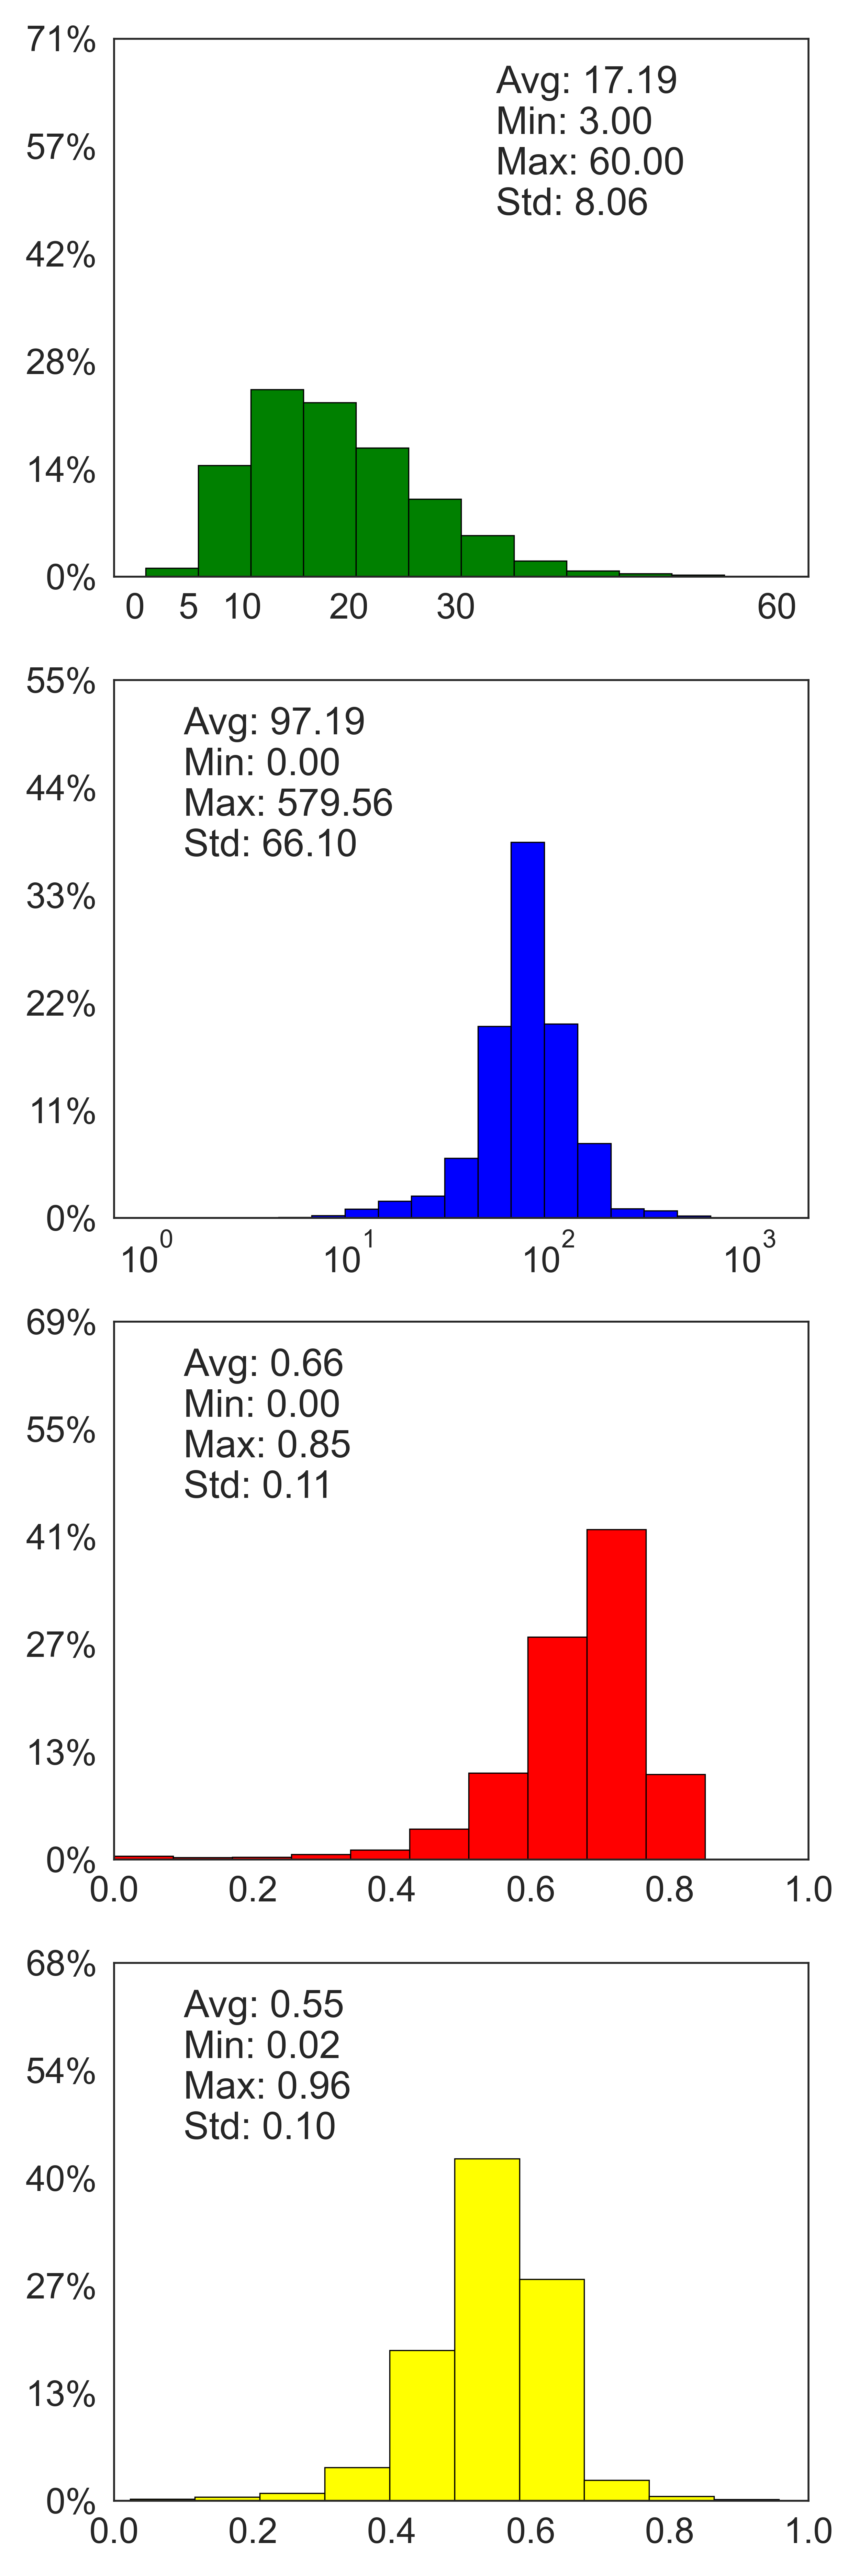 71%
Avg: 17.19
Min: 3.00
Max: 60.00
Std: 8.06
57%
42%
28%
14%
0%
0 5 10 20 30 60
55%
Avg: 97.19
Min: 0.00
Max: 579.56
Std: 66.10
44%
33%
22%
11%
0%
10^0 10^1 10^2 10^3
69%
Avg: 0.66
Min: 0.00
Max: 0.85
Std: 0.11
55%
41%
27%
13%
0%
0.0 0.2 0.4 0.6 0.8 1.0
68%
Avg: 0.55
Min: 0.02
Max: 0.96
Std: 0.10
54%
40%
27%
13%
0%
0.0 0.2 0.4 0.6 0.8 1.0